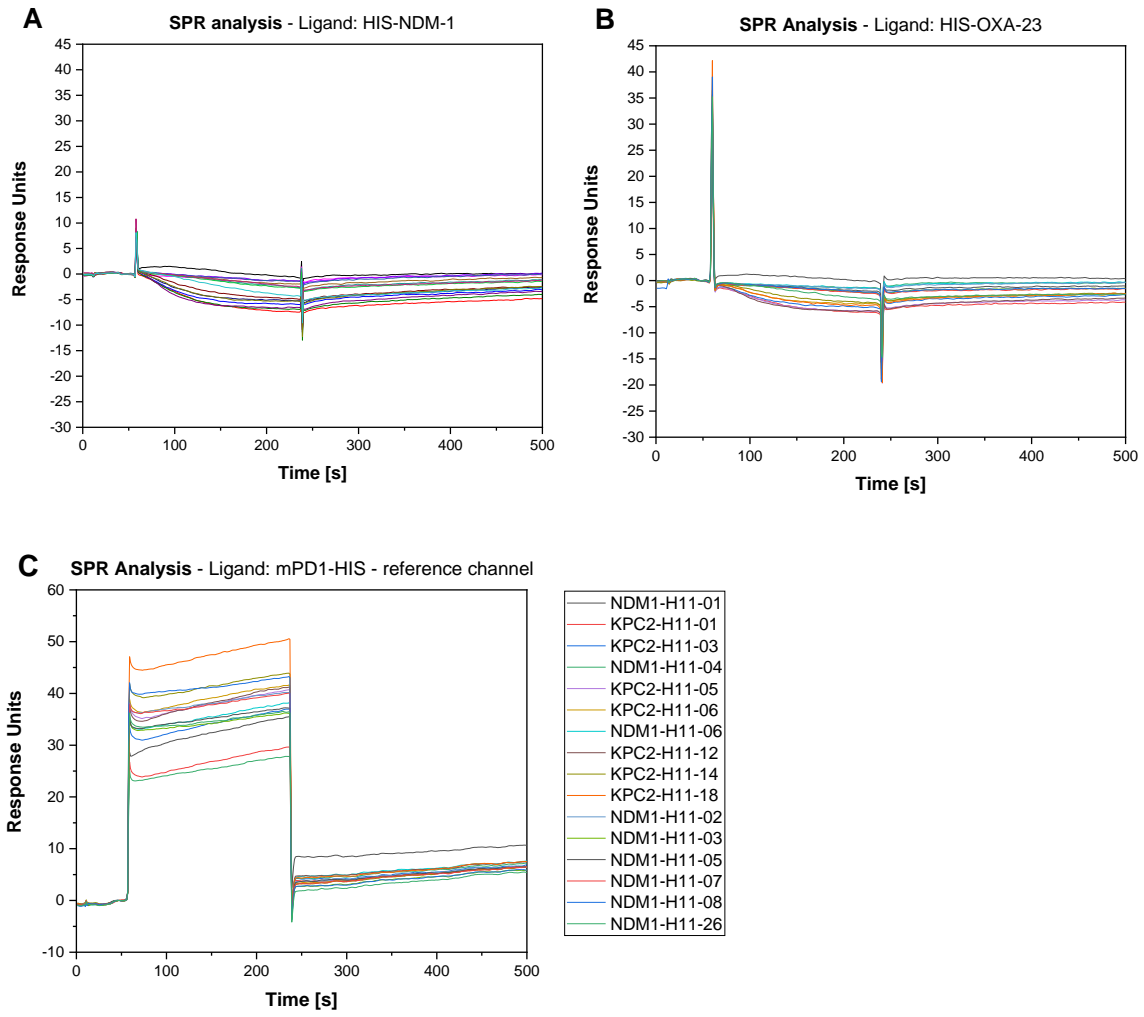 A
SPR analysis - Ligand: HIS-NDM-1
45
40
35
30
25
20
15
10
5
0
-5
-10
-15
-20
-25
-30
Response Units
0 100 200 300 400 500
Time [s]
B
SPR Analysis - Ligand: HIS-OXA-23
45
40
35
30
25
20
15
10
5
0
-5
-10
-15
-20
-25
-30
Response Units
0 100 200 300 400 500
Time [s]
C
SPR Analysis - Ligand: mPD1-HIS - reference channel
60
50
40
30
20
10
0
-10
Response Units
0 100 200 300 400 500
Time [s]
NDM1-H11-01
KPC2-H11-01
KPC2-H11-03
NDM1-H11-04
KPC2-H11-05
KPC2-H11-06
NDM1-H11-06
KPC2-H11-12
KPC2-H11-14
KPC2-H11-18
NDM1-H11-02
NDM1-H11-03
NDM1-H11-05
NDM1-H11-07
NDM1-H11-08
NDM1-H11-26